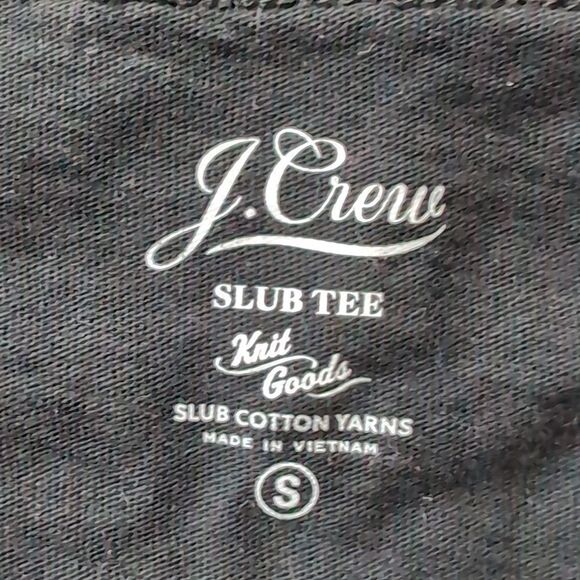 J.Crew
SLUB TEE
Knit
Goods
SLUB COTTON YARNS
MADE IN VIETNAM
S